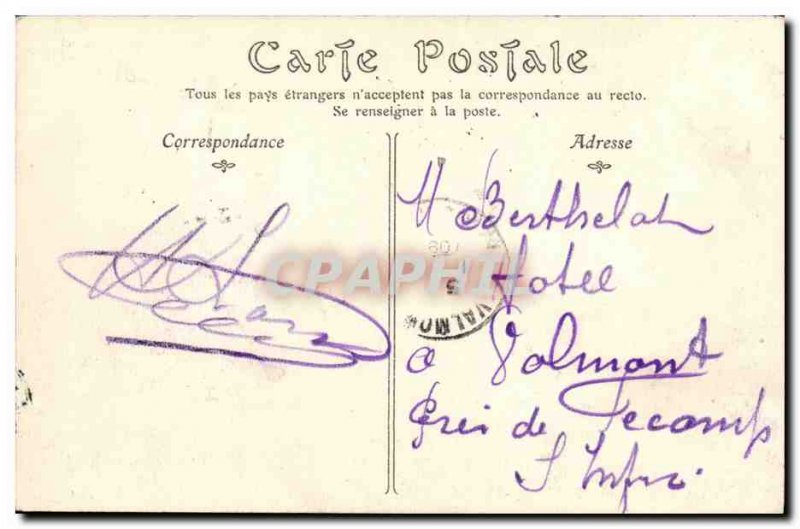 Carte Postale
Tous les pays étrangers n'acceptent pas la correspondance au recto.
Se renseigner à la poste.
Correspondance
Adresse
M Berthelot
Hotel
a Valmont
Près de Fecamp
S Infre
VALMON
CPAPHIL